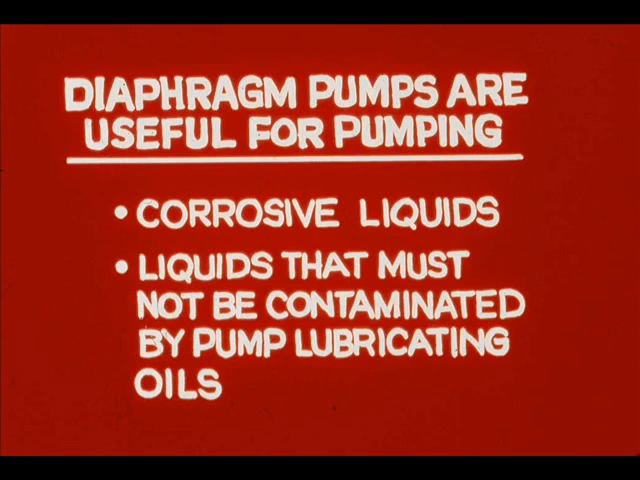 DIAPHRAGM PUMPS ARE
USEFUL FOR PUMPING
• CORROSIVE LIQUIDS
• LIQUIDS THAT MUST
NOT BE CONTAMINATED
BY PUMP LUBRICATING
OILS